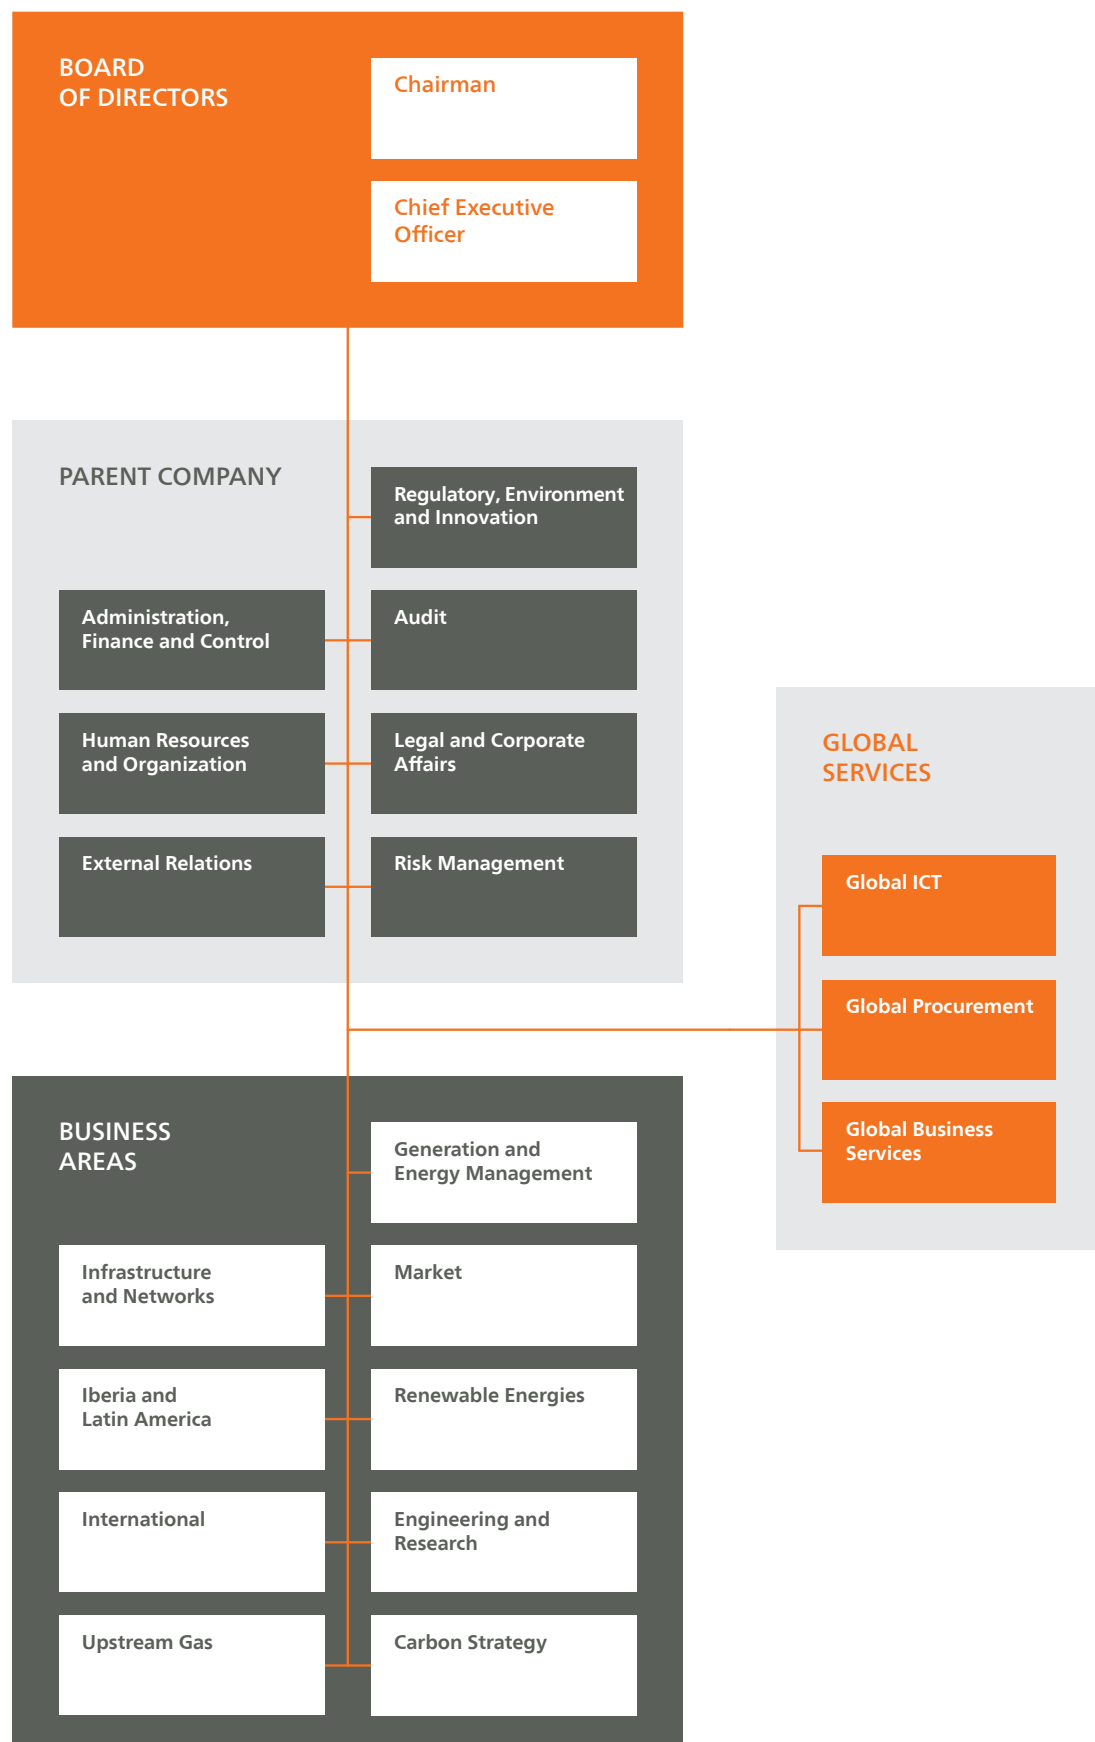 BOARD
OF DIRECTORS
Chairman
Chief Executive
Officer
PARENT COMPANY
Regulatory, Environment
and Innovation
Administration,
Finance and Control
Audit
Human Resources
and Organization
Legal and Corporate
Affairs
External Relations
Risk Management
GLOBAL
SERVICES
Global ICT
Global Procurement
Global Business
Services
BUSINESS
AREAS
Generation and
Energy Management
Infrastructure
and Networks
Market
Iberia and
Latin America
Renewable Energies
International
Engineering and
Research
Upstream Gas
Carbon Strategy